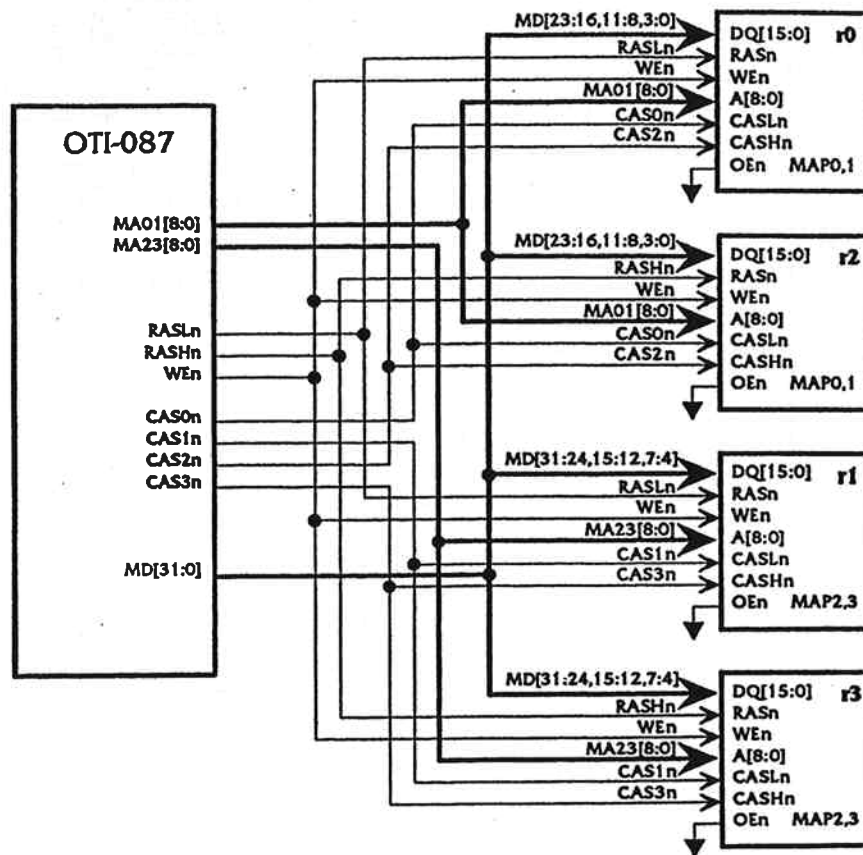 OTI-087
MA01[8:0]
MA23[8:0]
RASLn
RASHn
WEn
CAS0n
CAS1n
CAS2n
CAS3n
MD[31:0]
MD[23:16,11:8,3:0]
RASLn
WEn
MA01[8:0]
CAS0n
CAS2n
DQ[15:0] r0
RASn
WEn
A[8:0]
CASLn
CASHn
OEn MAP0,1
MD[23:16,11:8,3:0]
RASHn
WEn
MA01[8:0]
CAS0n
CAS2n
DQ[15:0] r2
RASn
WEn
A[8:0]
CASLn
CASHn
OEn MAP0,1
MD[31:24,15:12,7:4]
RASLn
WEn
MA23[8:0]
CAS1n
CAS3n
DQ[15:0] r1
RASn
WEn
A[8:0]
CASLn
CASHn
OEn MAP2,3
MD[31:24,15:12,7:4]
RASHn
WEn
MA23[8:0]
CAS1n
CAS3n
DQ[15:0] r3
RASn
WEn
A[8:0]
CASLn
CASHn
OEn MAP2,3